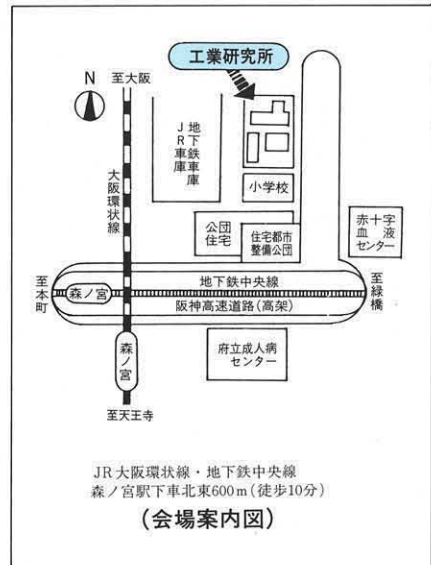 工業研究所
N
至大阪
大阪環状線
地下鉄車庫
JR車庫
小学校
公団
住宅
住宅都市
整備公団
赤十字
血液
センター
至本町
森ノ宮
地下鉄中央線
阪神高速道路(高架)
至緑橋
森ノ宮
府立成人病
センター
至天王寺
JR大阪環状線・地下鉄中央線
森ノ宮駅下車北東600m(徒歩10分)
(会場案内図)